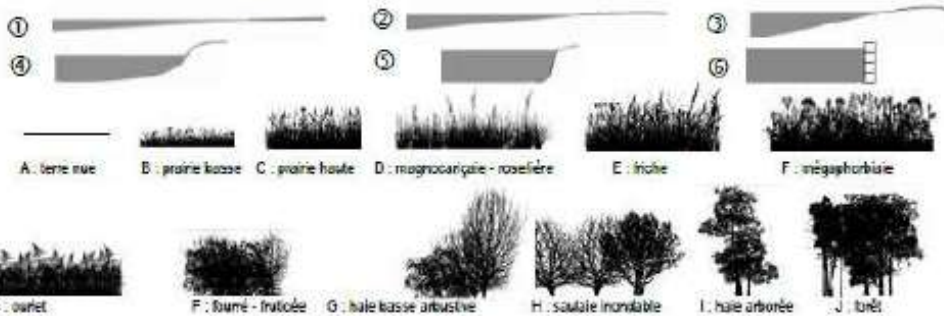 ① ② ③
④ ⑤ ⑥
A : terre nue B : prairie basse C : prairie haute D : magnocariçaie - roselière E : friche F : mégaphorbiaie
: ourlet F : fourré - fruticée G : haie basse arbustive H : saulaie inondable I : haie arborée J : forêt